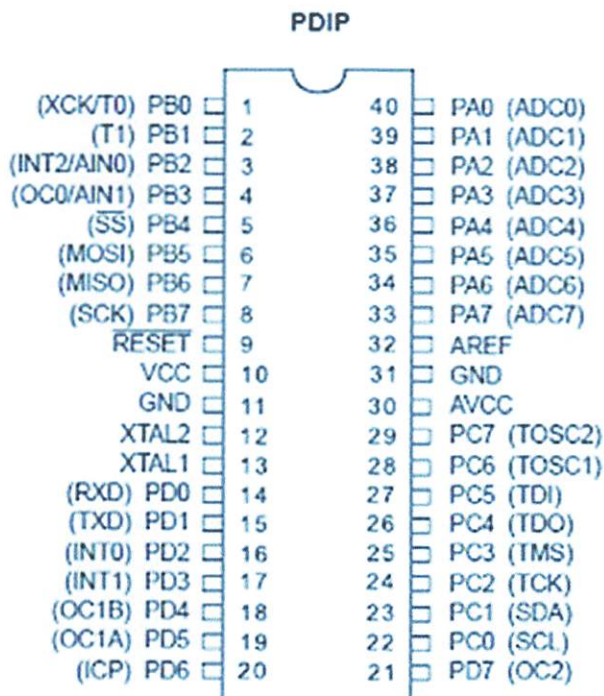 PDIP
(XCK/T0) PB0 1 40 PA0 (ADC0)
(T1) PB1 2 39 PA1 (ADC1)
(INT2/AIN0) PB2 3 38 PA2 (ADC2)
(OC0/AIN1) PB3 4 37 PA3 (ADC3)
(SS) PB4 5 36 PA4 (ADC4)
(MOSI) PB5 6 35 PA5 (ADC5)
(MISO) PB6 7 34 PA6 (ADC6)
(SCK) PB7 8 33 PA7 (ADC7)
RESET 9 32 AREF
VCC 10 31 GND
GND 11 30 AVCC
XTAL2 12 29 PC7 (TOSC2)
XTAL1 13 28 PC6 (TOSC1)
(RXD) PD0 14 27 PC5 (TDI)
(TXD) PD1 15 26 PC4 (TDO)
(INT0) PD2 16 25 PC3 (TMS)
(INT1) PD3 17 24 PC2 (TCK)
(OC1B) PD4 18 23 PC1 (SDA)
(OC1A) PD5 19 22 PC0 (SCL)
(ICP) PD6 20 21 PD7 (OC2)